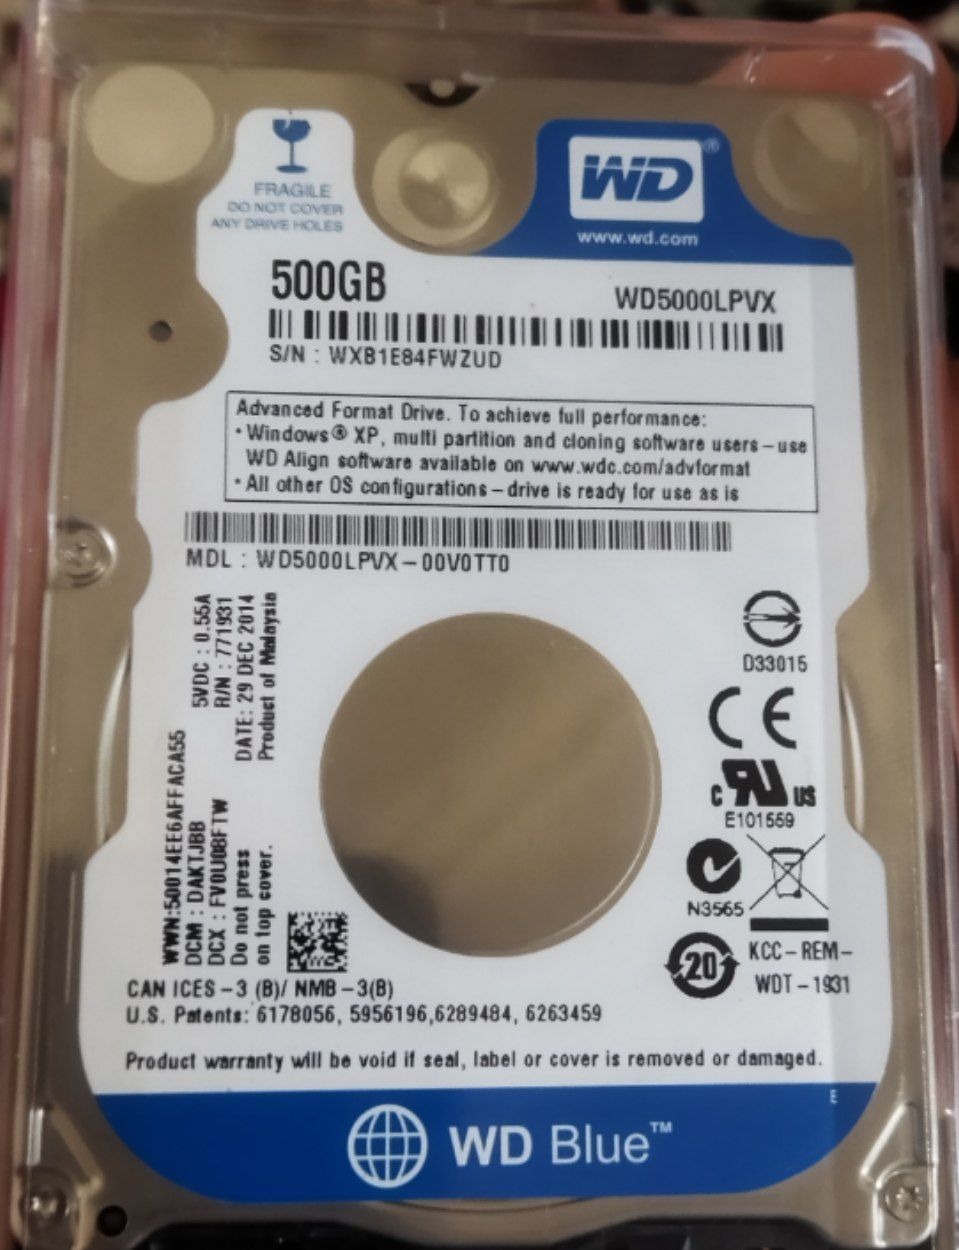 FRAGILE
DO NOT COVER
ANY DRIVE HOLES
WD®
www.wd.com
500GB
WD5000LPVX
S/N : WXB1E84FWZUD
Advanced Format Drive. To achieve full performance:
• Windows® XP, multi partition and cloning software users – use
WD Align software available on www.wdc.com/advformat
• All other OS configurations – drive is ready for use as is
MDL : WD5000LPVX – 00V0TT0
5VDC : 0.55A
R/N : 771931
DATE: 29 DEC 2014
Product of Malaysia
WWN:50014EE6AFFACA55
DCM : DAKTJBB
DCX : FV0U08FTW
Do not press
on top cover.
D33015
CE
C UR US
E101559
N3565
20
KCC – REM –
WDT – 1931
CAN ICES – 3 (B)/ NMB – 3(B)
U.S. Patents: 6178056, 5956196,6289484, 6263459
Product warranty will be void if seal, label or cover is removed or damaged.
E
WD Blue™